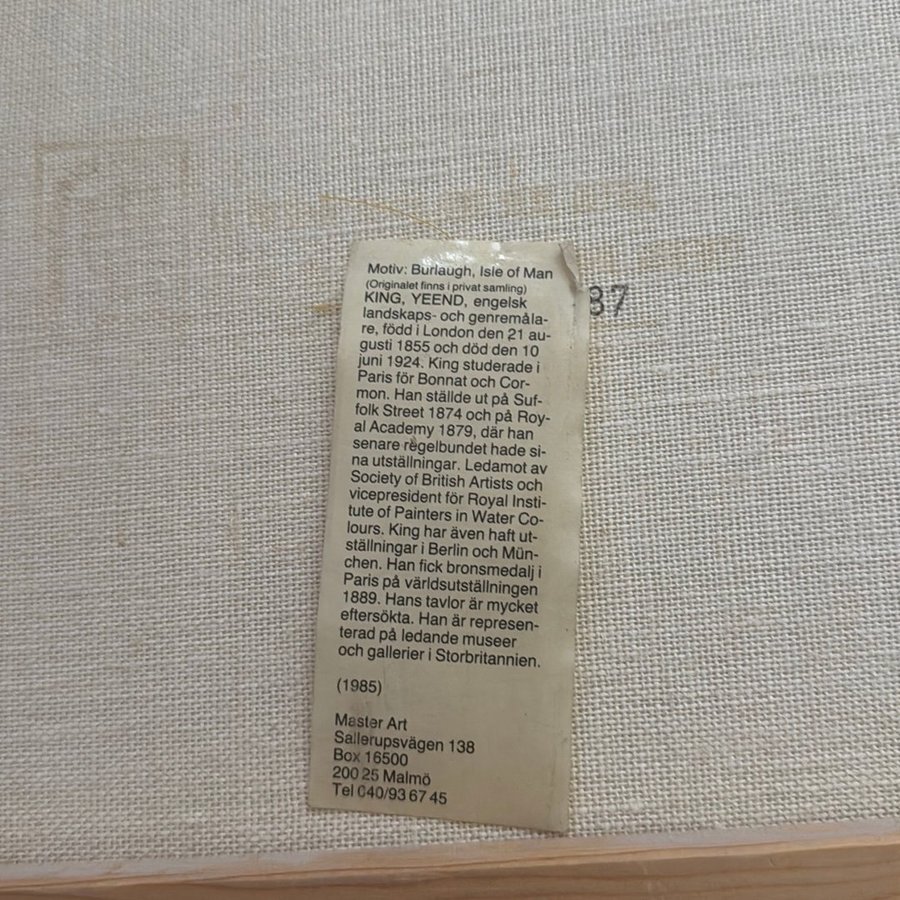 Motiv: Burlaugh, Isle of Man
(Originalet finns i privat samling)
KING, YEEND, engelsk
landskaps- och genremåla-
re, född i London den 21 au-
gusti 1855 och död den 10
juni 1924. King studerade i
Paris för Bonnat och Cor-
mon. Han ställde ut på Suf-
folk Street 1874 och på Roy-
al Academy 1879, där han
senare regelbundet hade si-
na utställningar. Ledamot av
Society of British Artists och
vicepresident för Royal Insti-
tute of Painters in Water Co-
lours. King har även haft ut-
ställningar i Berlin och Mün-
chen. Han fick bronsmedalj i
Paris på världsutställningen
1889. Hans tavlor är mycket
eftersökta. Han är represen-
terad på ledande museer
och gallerier i Storbritannien.
(1985)
Master Art
Sallerupsvägen 138
Box 16500
200 25 Malmö
Tel 040/93 67 45
87